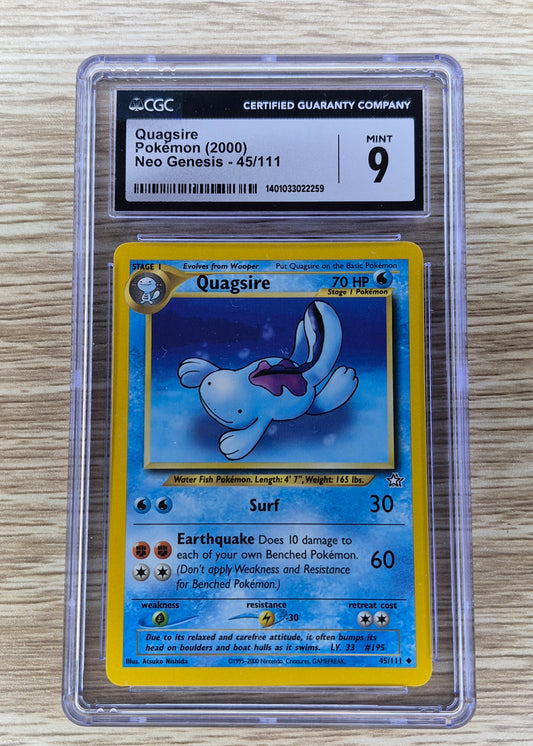 CGC
CERTIFIED GUARANTY COMPANY
Quagsire
Pokémon (2000)
Neo Genesis - 45/111
MINT
9
1401033022259
STAGE 1
Evolves from Wooper
Put Quagsire on the Basic Pokémon
Quagsire
70 HP
Stage 1 Pokémon
Water Fish Pokémon. Length: 4' 7", Weight: 165 lbs.
Surf 30
Earthquake Does 10 damage to
each of your own Benched Pokémon.
(Don't apply Weakness and Resistance
for Benched Pokémon.)
60
weakness
resistance
retreat cost
-30
Due to its relaxed and carefree attitude, it often bumps its
head on boulders and boat hulls as it swims. LV. 33 #195
Illus. Atsuko Nishida
©1995-2000 Nintendo, Creatures, GAMEFREAK.
45/111